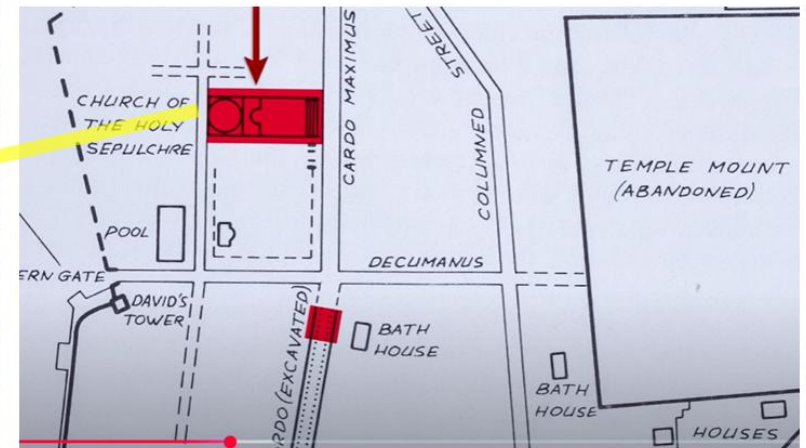 CHURCH OF
THE HOLY
SEPULCHRE
CARDO MAXIMUS
STREET
COLUMNED
TEMPLE MOUNT
(ABANDONED)
POOL
DECUMANUS
ERN GATE
DAVID'S
TOWER
RDO (EXCAVATED)
BATH
HOUSE
BATH
HOUSE
HOUSES